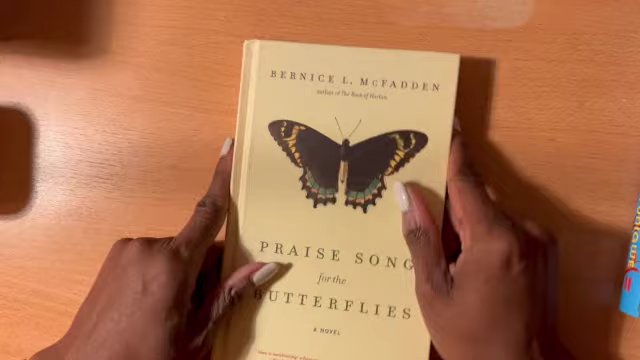 BERNICE L. McFADDEN
author of The Book of Harlan
PRAISE SONG
for the
BUTTERFLIES
A NOVEL